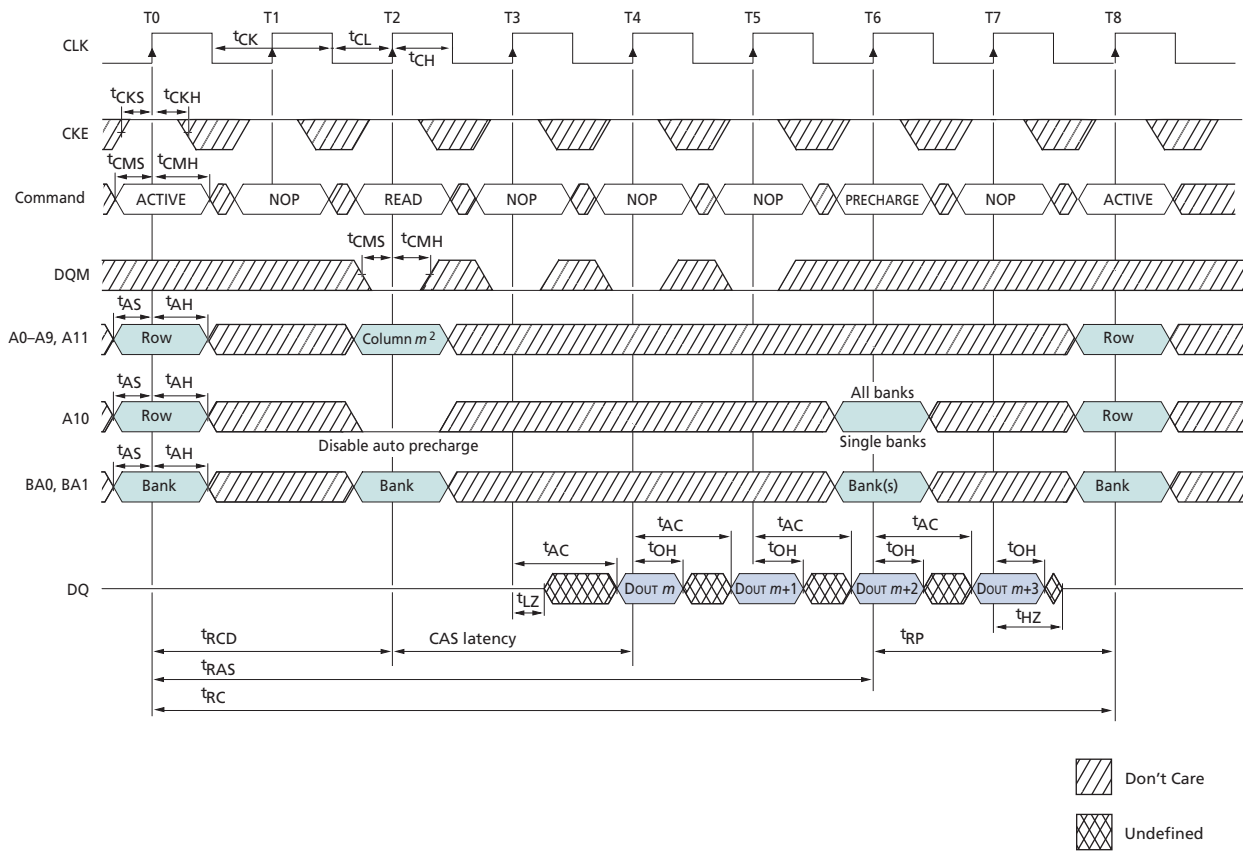 T0 T1 T2 T3 T4 T5 T6 T7 T8
CLK
tCK tCL
tCH
tCKS tCKH
CKE
tCMS tCMH
Command ACTIVE NOP READ NOP NOP NOP PRECHARGE NOP ACTIVE
tCMS tCMH
DQM
tAS tAH
A0–A9, A11 Row Column m2 Row
tAS tAH
All banks
A10 Row Row
Disable auto precharge Single banks
tAS tAH
BA0, BA1 Bank Bank Bank(s) Bank
tAC tAC tAC
tAC tOH tOH tOH tOH
DQ DOUT m DOUT m+1 DOUT m+2 DOUT m+3
tLZ tHZ
tRCD CAS latency tRP
tRAS
tRC
Don't Care
Undefined